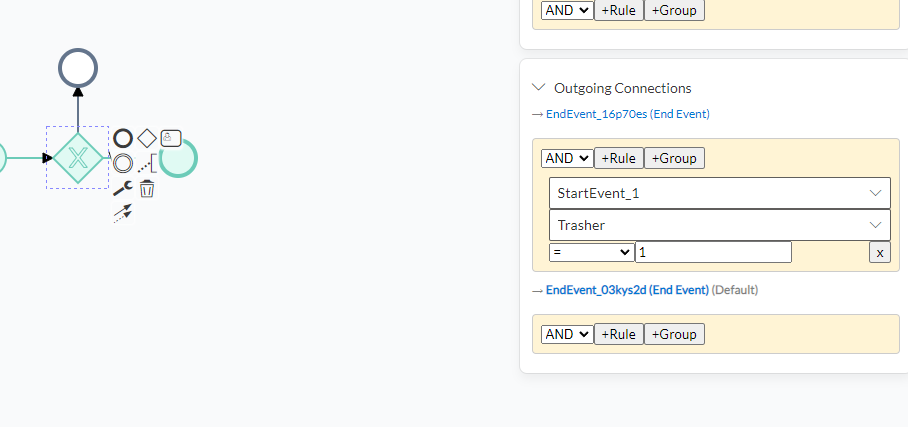 AND +Rule +Group
Outgoing Connections
→ EndEvent_16p70es (End Event)
AND +Rule +Group
StartEvent_1
Trasher
= 1 x
→ EndEvent_03kys2d (End Event) (Default)
AND +Rule +Group
X